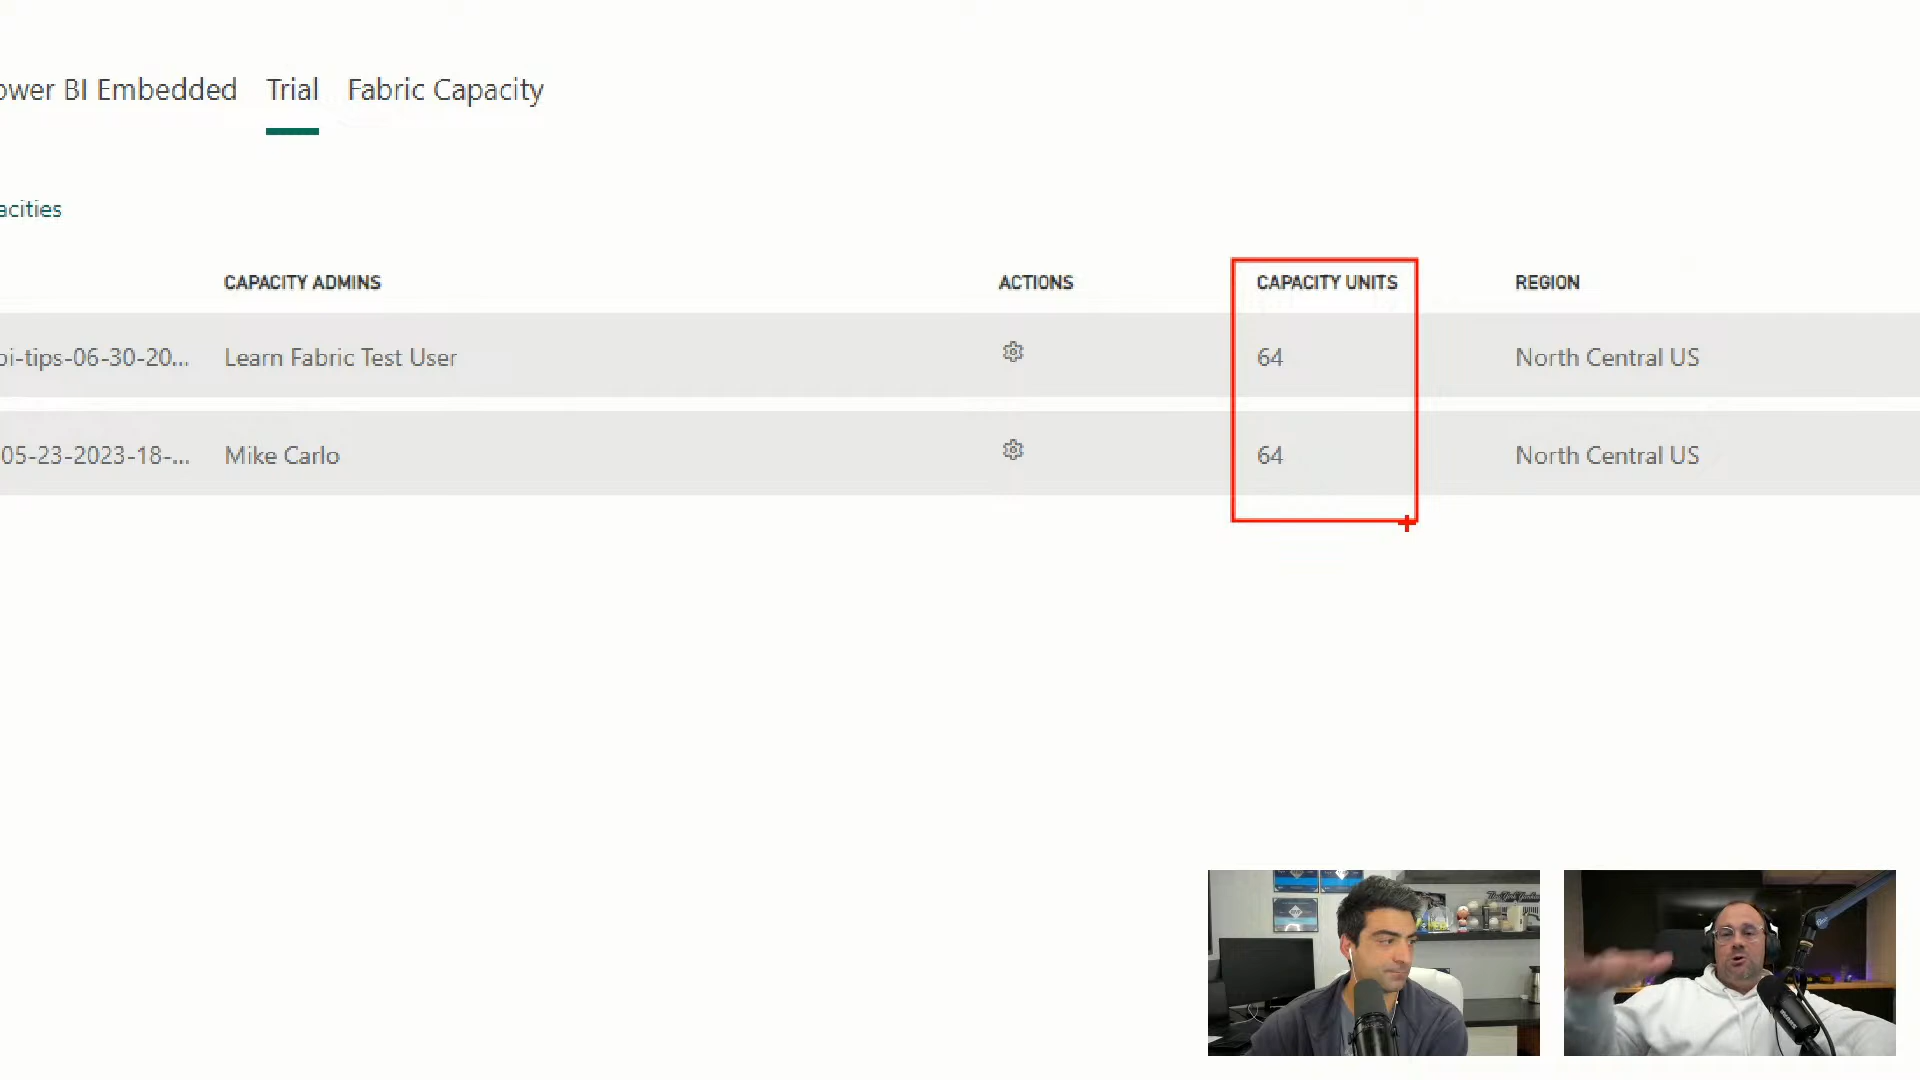 ower BI Embedded Trial Fabric Capacity
acities
CAPACITY ADMINS ACTIONS CAPACITY UNITS REGION
oi-tips-06-30-20... Learn Fabric Test User 64 North Central US
05-23-2023-18-... Mike Carlo 64 North Central US